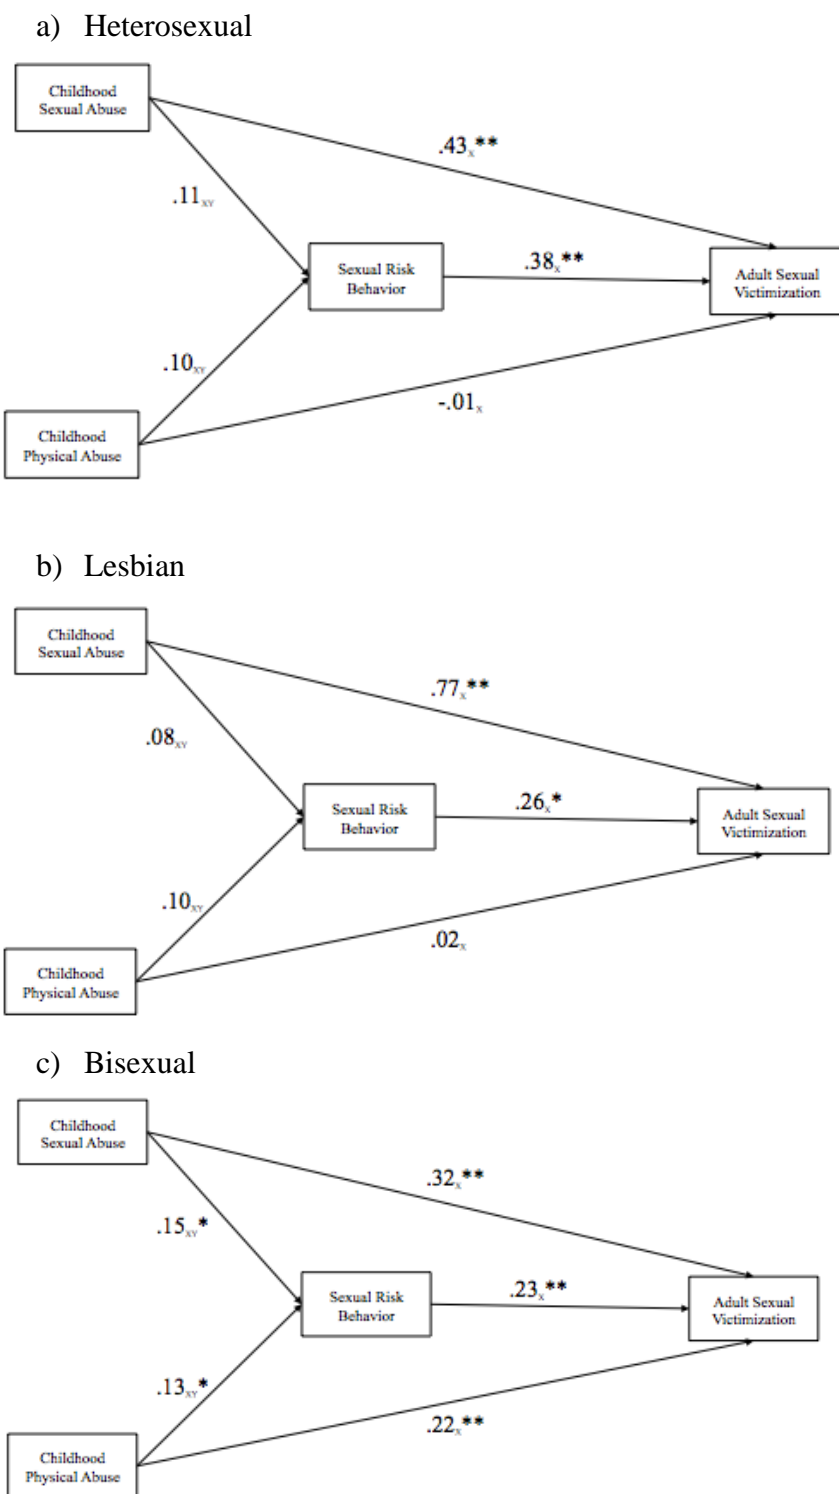 a) Heterosexual
Childhood
Sexual Abuse
.43x**
.11XY
Sexual Risk
Behavior
.38x**
Adult Sexual
Victimization
.10XY
-.01x
Childhood
Physical Abuse
b) Lesbian
Childhood
Sexual Abuse
.77x**
.08XY
Sexual Risk
Behavior
.26x*
Adult Sexual
Victimization
.10XY
.02x
Childhood
Physical Abuse
c) Bisexual
Childhood
Sexual Abuse
.32x**
.15XY*
Sexual Risk
Behavior
.23x**
Adult Sexual
Victimization
.13XY*
.22x**
Childhood
Physical Abuse